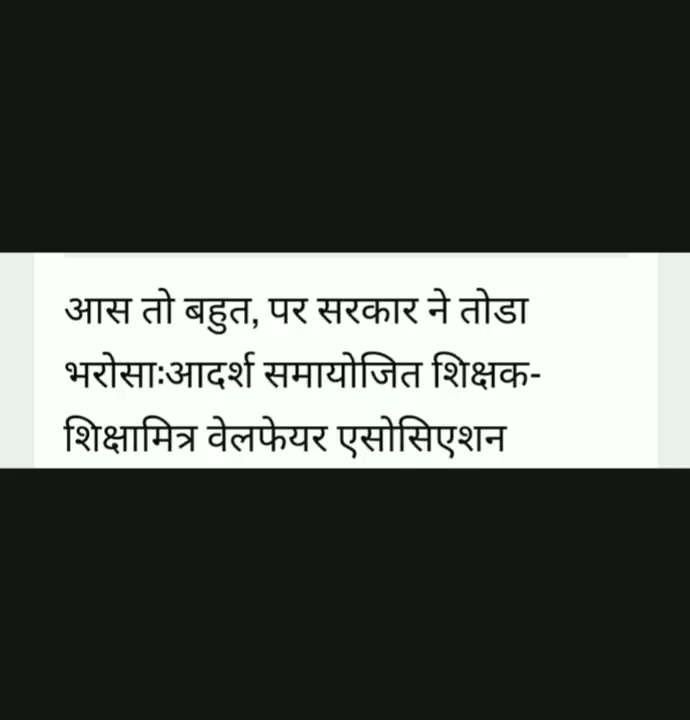 आस तो बहुत, पर सरकार ने तोडा
भरोसाःआदर्श समायोजित शिक्षक-
शिक्षामित्र वेलफेयर एसोसिएशन